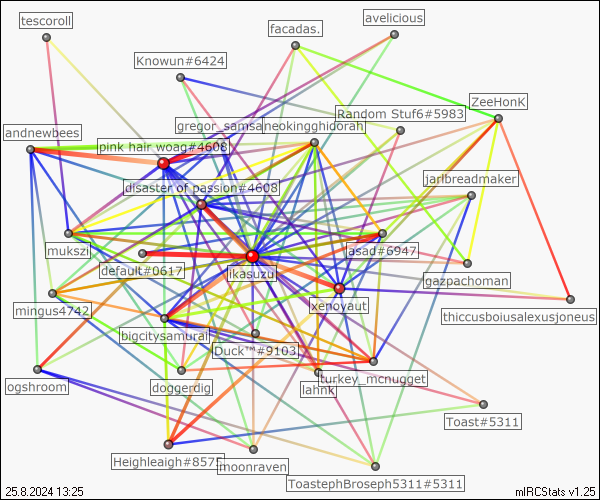 tescoroll
avelicious
facadas.
Knowun#6424
ZeeHonK
Random Stuf6#5983
gregor_samsa
neokingghidorah
andnewbees
pink hair woag#4608
jarlbreadmaker
disaster of passion#4608
mukszi
asad#6947
default#0617
ikasuzu
gazpachoman
mingus4742
xenoyaut
thiccusboiusalexusjoneus
bigcitysamurai
Duck™#9103
ogshroom
doggerdig
turkey_mcnugget
lahnk
Toast#5311
Heighleaigh#8575
moonraven
ToastephBroseph5311#5311
25.8.2024 13:25
mIRCStats v1.25